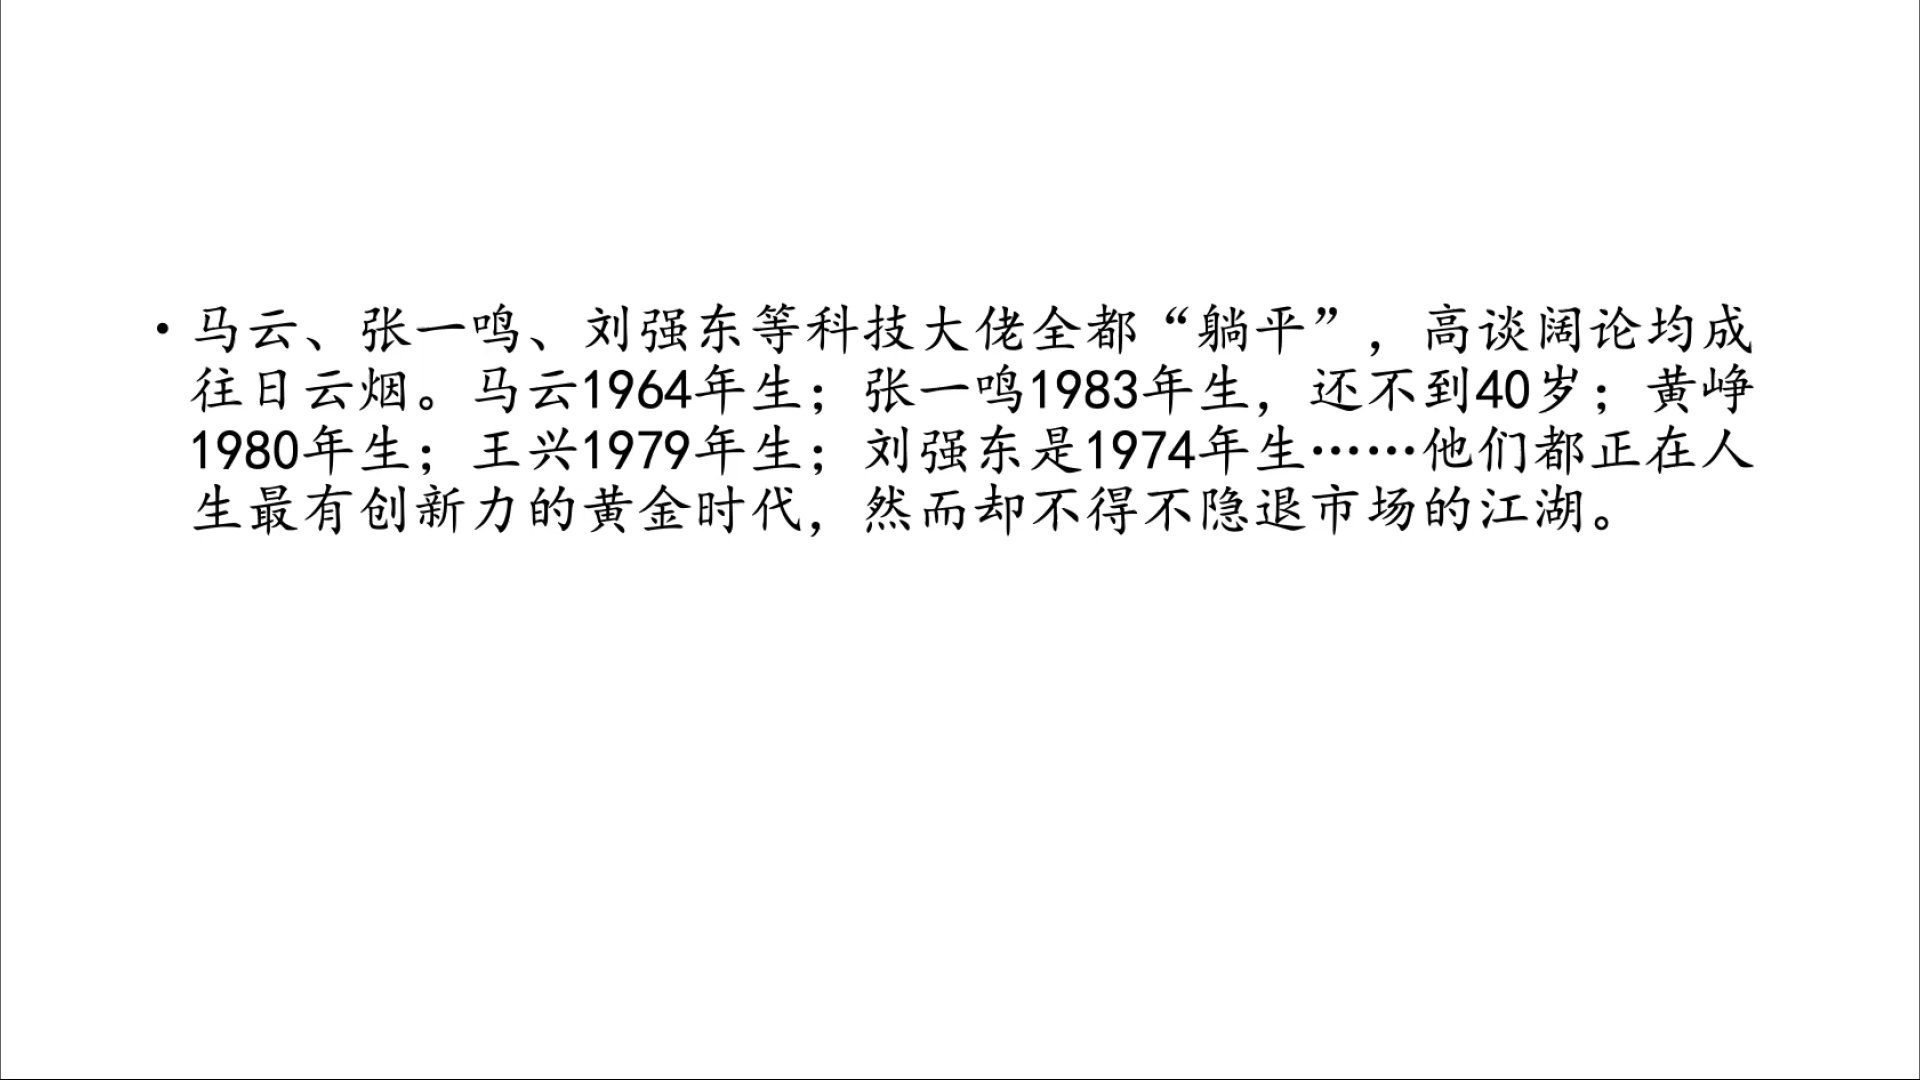 • 马云、张一鸣、刘强东等科技大佬全都“躺平”，高谈阔论均成
往日云烟。马云1964年生；张一鸣1983年生，还不到40岁；黄峥
1980年生；王兴1979年生；刘强东是1974年生……他们都正在人
生最有创新力的黄金时代，然而却不得不隐退市场的江湖。